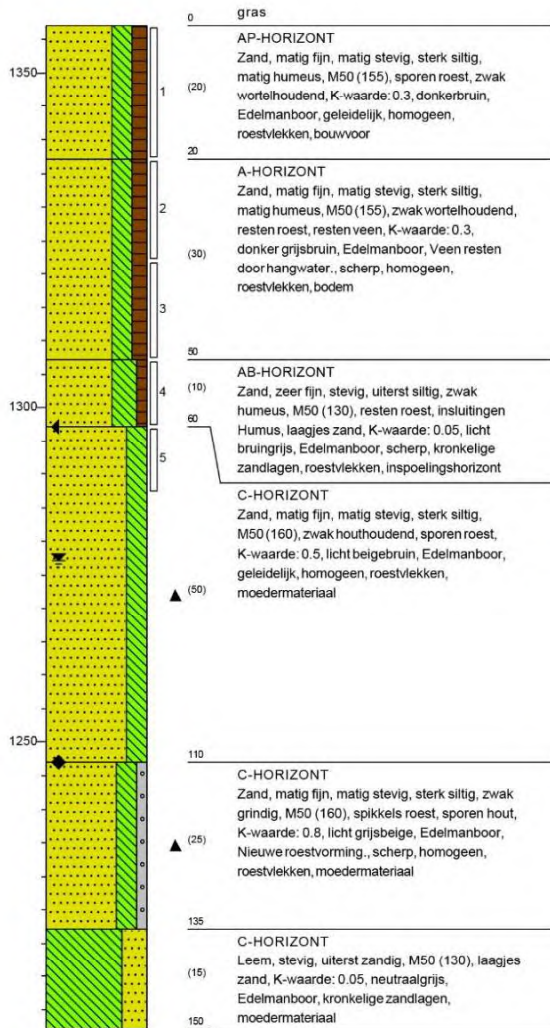 0
gras
AP-HORIZONT
Zand, matig fijn, matig stevig, sterk siltig,
matig humeus, M50 (155), sporen roest, zwak
wortelhoudend, K-waarde: 0.3, donkerbruin,
Edelmanboor, geleidelijk, homogeen,
roestvlekken, bouwvoor
1350
1
(20)
20
A-HORIZONT
Zand, matig fijn, matig stevig, sterk siltig,
matig humeus, M50 (155), zwak wortelhoudend,
resten roest, resten veen, K-waarde: 0.3,
donker grijsbruin, Edelmanboor, Veen resten
door hangwater., scherp, homogeen,
roestvlekken, bodem
2
(30)
3
50
AB-HORIZONT
Zand, zeer fijn, stevig, uiterst siltig, zwak
humeus, M50 (130), resten roest, insluitingen
Humus, laagjes zand, K-waarde: 0.05, licht
bruingrijs, Edelmanboor, scherp, kronkelige
zandlagen, roestvlekken, inspoelingshorizont
4
(10)
1300
60
5
C-HORIZONT
Zand, matig fijn, matig stevig, sterk siltig,
M50 (160), zwak houthoudend, sporen roest,
K-waarde: 0.5, licht beigebruin, Edelmanboor,
geleidelijk, homogeen, roestvlekken,
moedermateriaal
(50)
1250
110
C-HORIZONT
Zand, matig fijn, matig stevig, sterk siltig, zwak
grindig, M50 (160), spikkels roest, sporen hout,
K-waarde: 0.8, licht grijsbeige, Edelmanboor,
Nieuwe roestvorming., scherp, homogeen,
roestvlekken, moedermateriaal
(25)
135
C-HORIZONT
Leem, stevig, uiterst zandig, M50 (130), laagjes
zand, K-waarde: 0.05, neutraalgrijs,
Edelmanboor, kronkelige zandlagen,
moedermateriaal
(15)
150